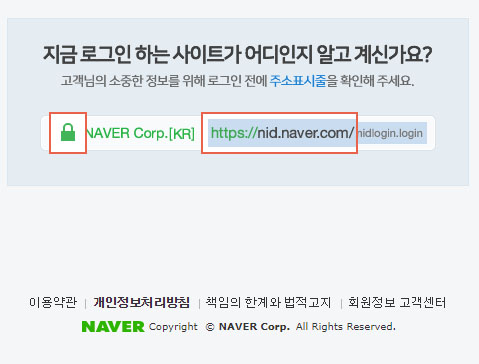 지금 로그인 하는 사이트가 어디인지 알고 계신가요?
고객님의 소중한 정보를 위해 로그인 전에 주소표시줄을 확인해 주세요.
NAVER Corp.[KR] https://nid.naver.com/nidlogin.login
이용약관 | 개인정보처리방침 | 책임의 한계와 법적고지 | 회원정보 고객센터
NAVER Copyright © NAVER Corp. All Rights Reserved.